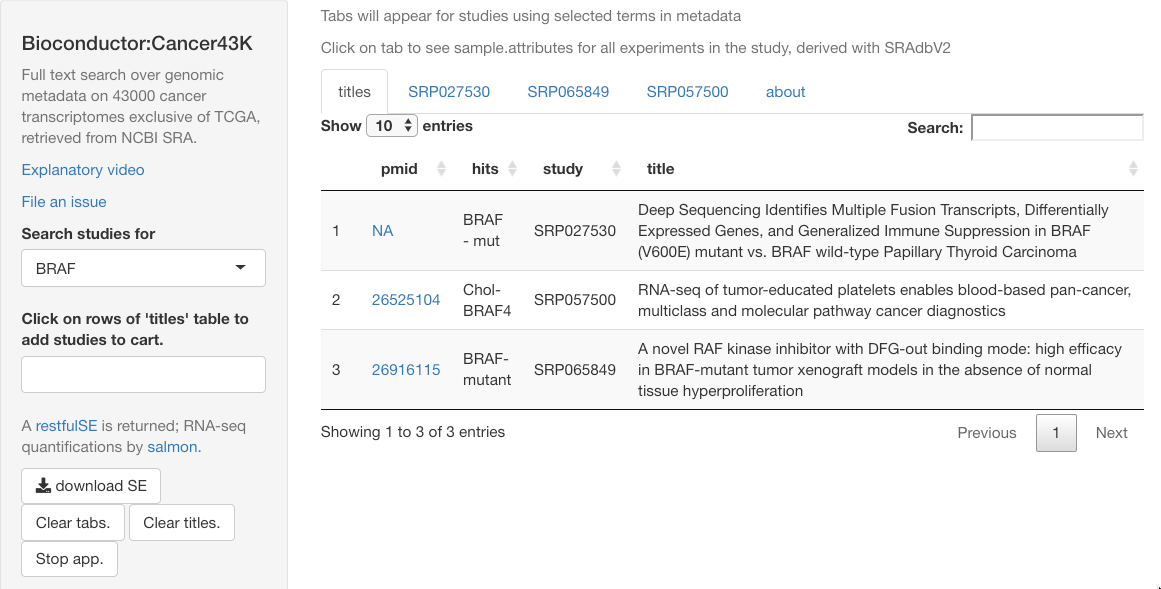 Bioconductor:Cancer43K
Full text search over genomic
metadata on 43000 cancer
transcriptomes exclusive of TCGA,
retrieved from NCBI SRA.
Explanatory video
File an issue
Search studies for
BRAF
Click on rows of 'titles' table to
add studies to cart.
A restfulSE is returned; RNA-seq
quantifications by salmon.
download SE
Clear tabs. Clear titles.
Stop app.
Tabs will appear for studies using selected terms in metadata
Click on tab to see sample.attributes for all experiments in the study, derived with SRAdbV2
titles SRP027530 SRP065849 SRP057500 about
Show 10 entries Search:
pmid hits study title
1 NA BRAF - mut SRP027530 Deep Sequencing Identifies Multiple Fusion Transcripts, Differentially
Expressed Genes, and Generalized Immune Suppression in BRAF
(V600E) mutant vs. BRAF wild-type Papillary Thyroid Carcinoma
2 26525104 Chol-BRAF4 SRP057500 RNA-seq of tumor-educated platelets enables blood-based pan-cancer,
multiclass and molecular pathway cancer diagnostics
3 26916115 BRAF-mutant SRP065849 A novel RAF kinase inhibitor with DFG-out binding mode: high efficacy
in BRAF-mutant tumor xenograft models in the absence of normal
tissue hyperproliferation
Showing 1 to 3 of 3 entries Previous 1 Next